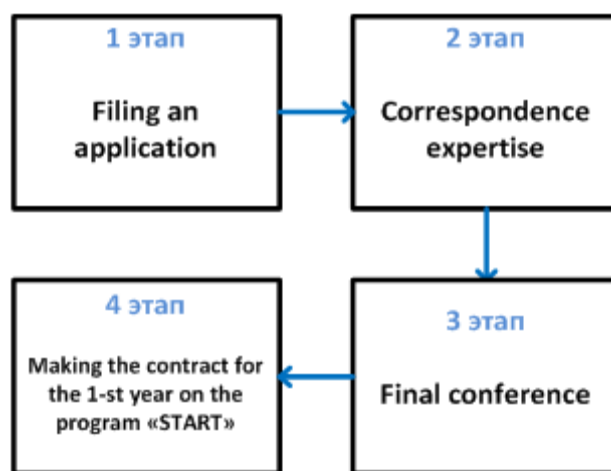 1 этап
Filing an
application
2 этап
Correspondence
expertise
3 этап
Final conference
4 этап
Making the contract for
the 1-st year on the
program «START»